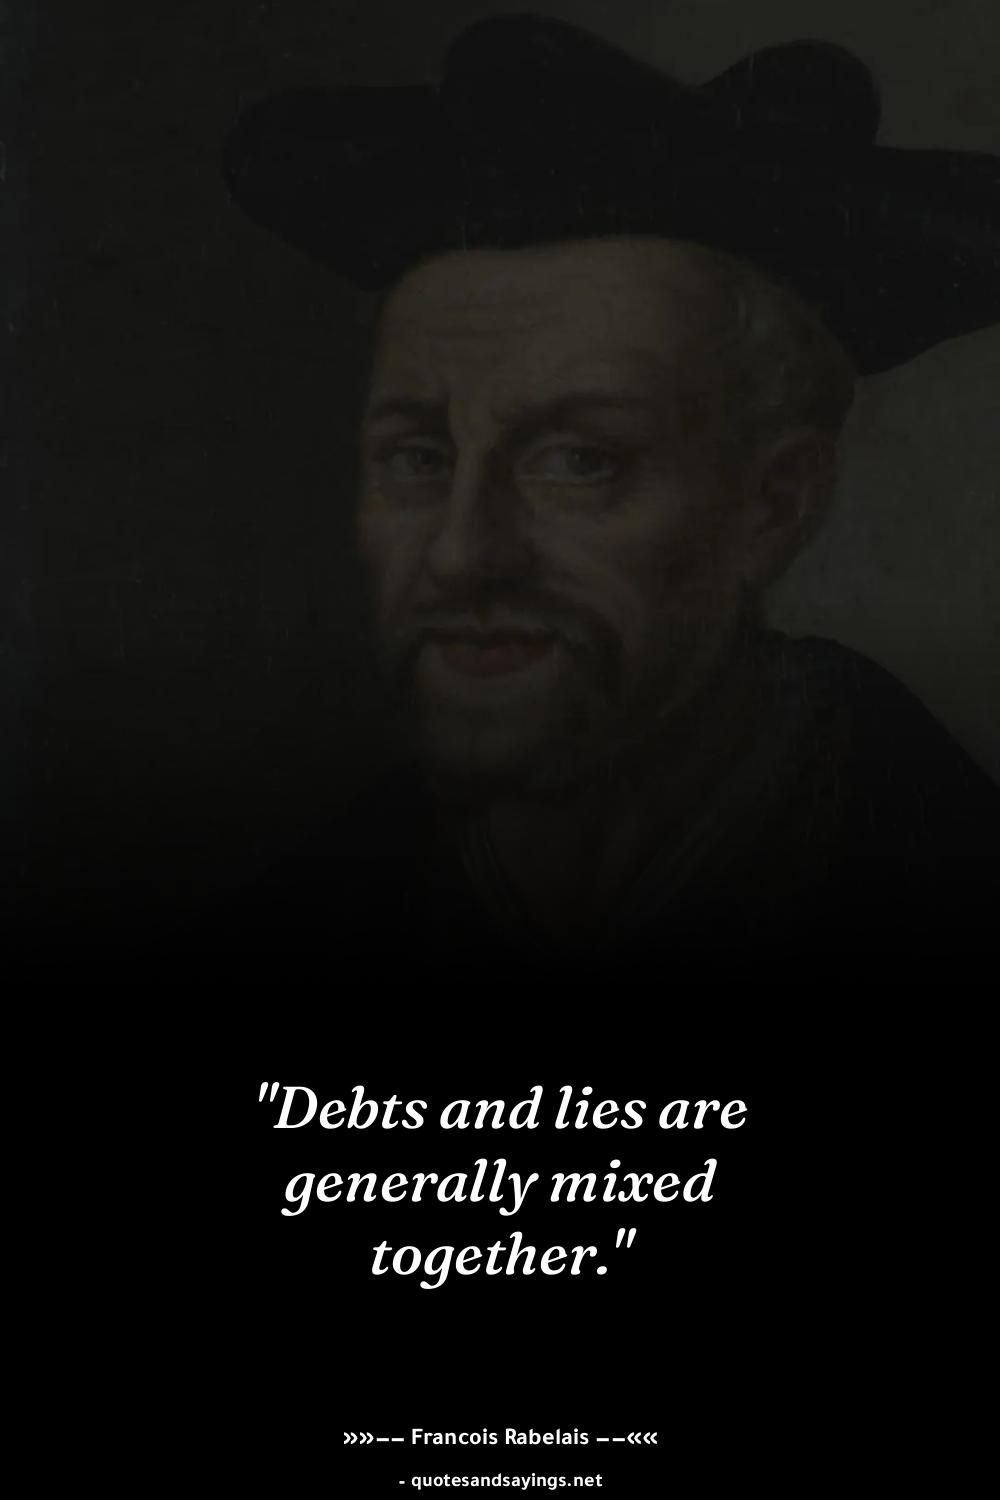 "Debts and lies are
generally mixed
together."
»»−− Francois Rabelais −−««
- quotesandsayings.net